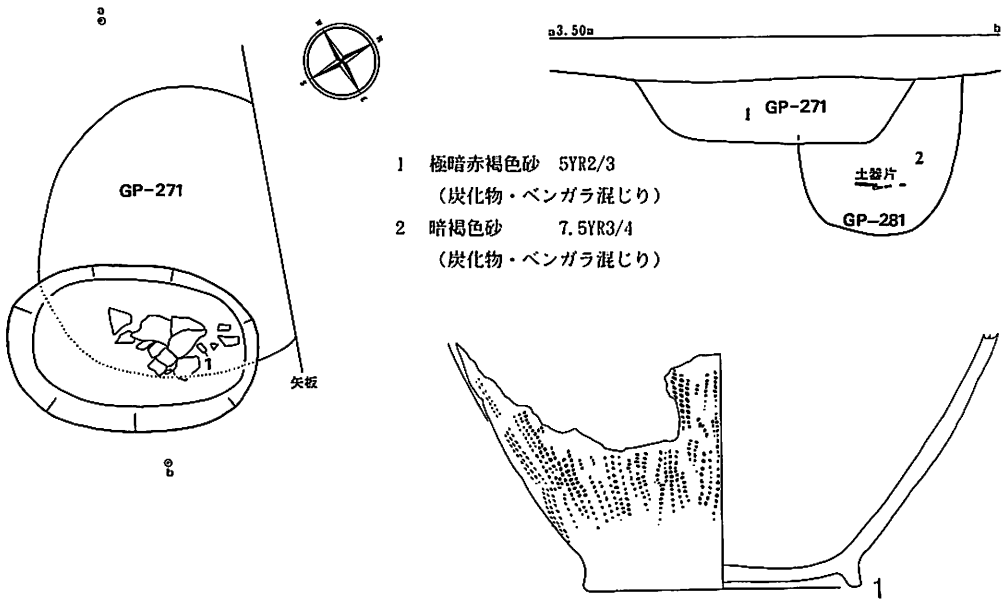 a
GP-271
1
矢板
b
a3.50m
b
1 GP-271
2
土器片
GP-281
1 極暗赤褐色砂 5YR2/3
（炭化物・ベンガラ混じり）
2 暗褐色砂 7.5YR3/4
（炭化物・ベンガラ混じり）
1